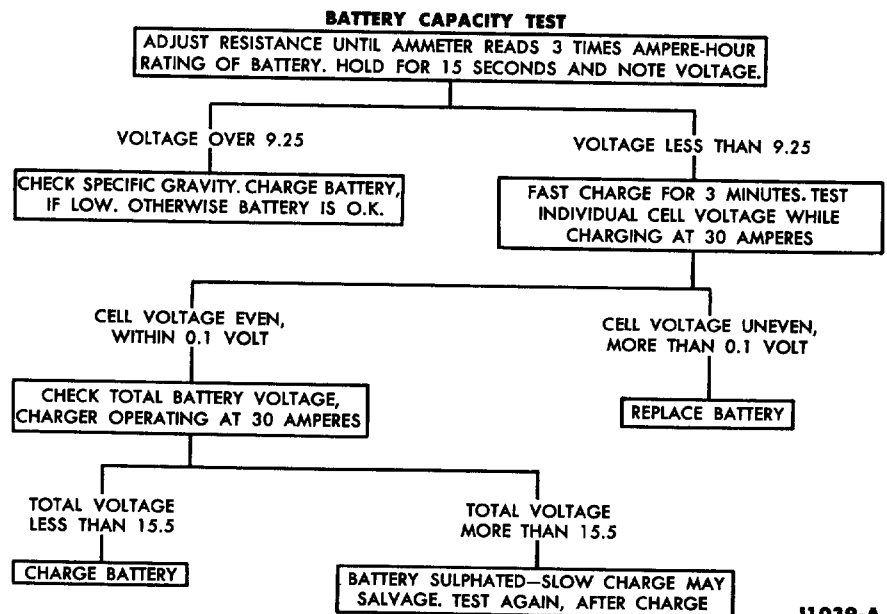 BATTERY CAPACITY TEST
ADJUST RESISTANCE UNTIL AMMETER READS 3 TIMES AMPERE-HOUR
RATING OF BATTERY. HOLD FOR 15 SECONDS AND NOTE VOLTAGE.
VOLTAGE OVER 9.25
VOLTAGE LESS THAN 9.25
CHECK SPECIFIC GRAVITY. CHARGE BATTERY,
IF LOW. OTHERWISE BATTERY IS O.K.
FAST CHARGE FOR 3 MINUTES. TEST
INDIVIDUAL CELL VOLTAGE WHILE
CHARGING AT 30 AMPERES
CELL VOLTAGE EVEN,
WITHIN 0.1 VOLT
CELL VOLTAGE UNEVEN,
MORE THAN 0.1 VOLT
CHECK TOTAL BATTERY VOLTAGE,
CHARGER OPERATING AT 30 AMPERES
REPLACE BATTERY
TOTAL VOLTAGE
LESS THAN 15.5
TOTAL VOLTAGE
MORE THAN 15.5
CHARGE BATTERY
BATTERY SULPHATED—SLOW CHARGE MAY
SALVAGE. TEST AGAIN, AFTER CHARGE